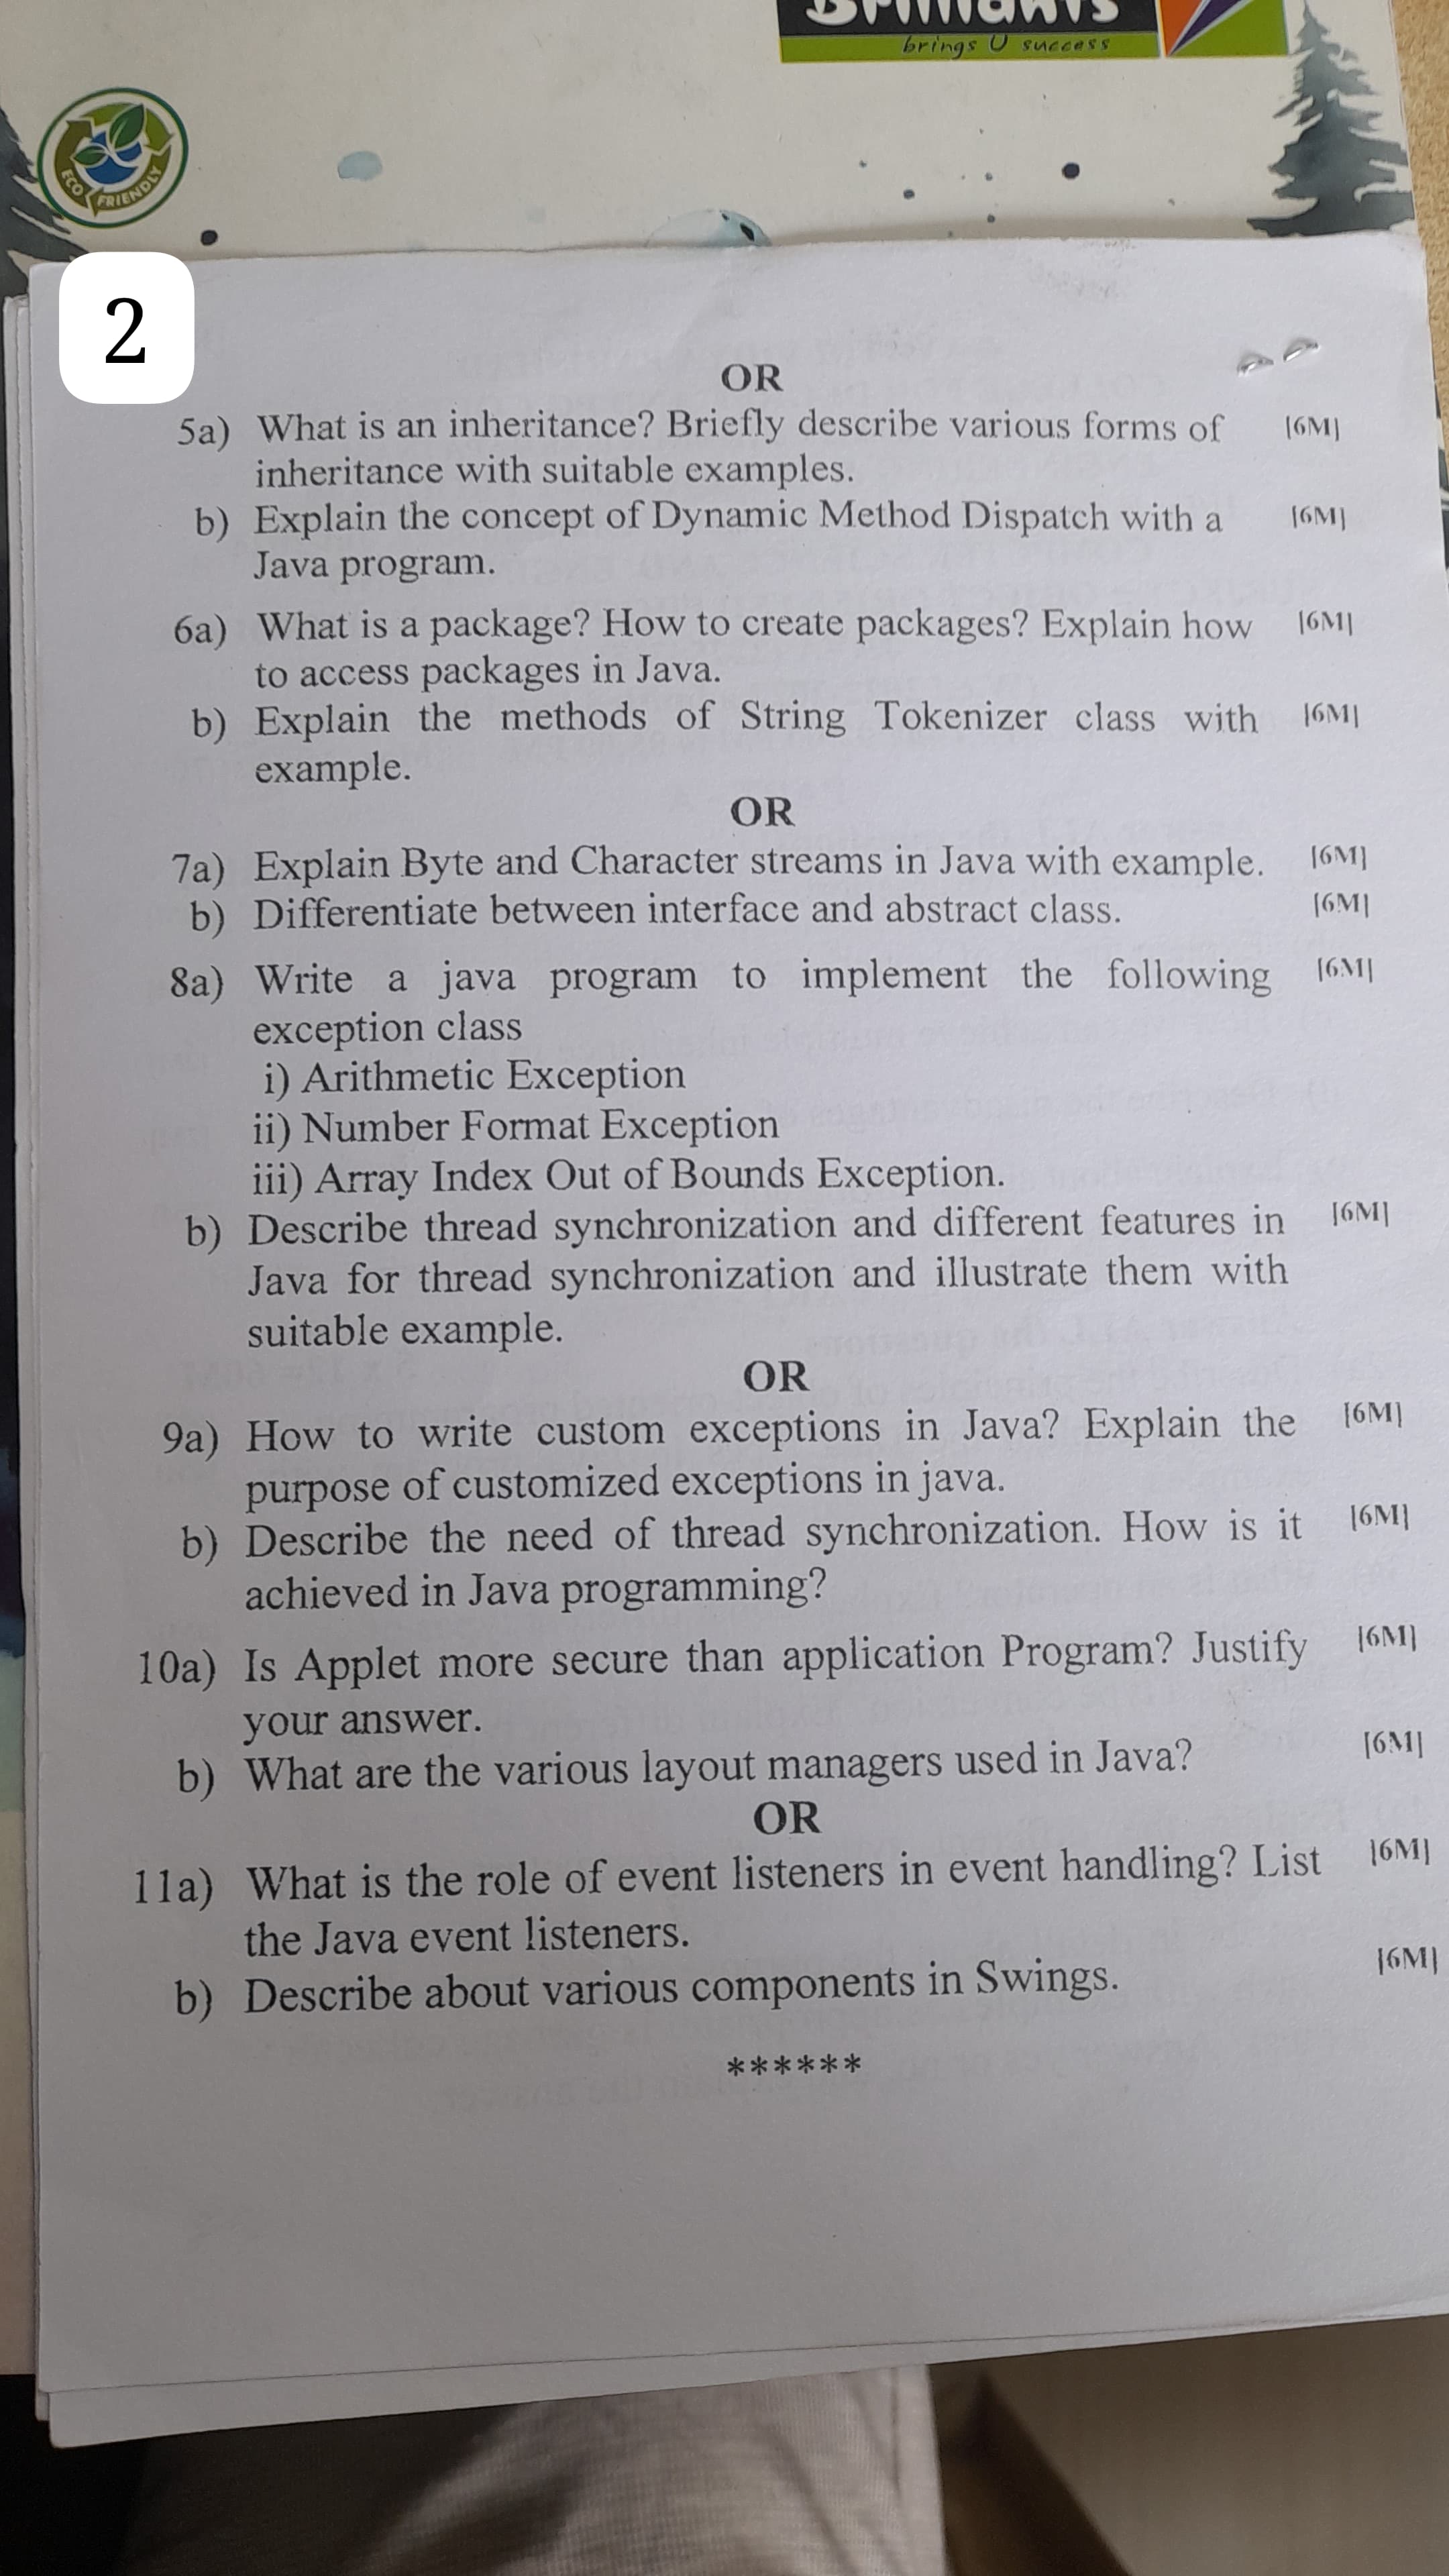 Brilliants
brings U success
ECO FRIENDLY
2
OR
5a) What is an inheritance? Briefly describe various forms of [6M]
inheritance with suitable examples.
b) Explain the concept of Dynamic Method Dispatch with a [6M]
Java program.
6a) What is a package? How to create packages? Explain how [6M]
to access packages in Java.
b) Explain the methods of String Tokenizer class with [6M]
example.
OR
7a) Explain Byte and Character streams in Java with example. [6M]
b) Differentiate between interface and abstract class. [6M]
8a) Write a java program to implement the following [6M]
exception class
i) Arithmetic Exception
ii) Number Format Exception
iii) Array Index Out of Bounds Exception.
b) Describe thread synchronization and different features in [6M]
Java for thread synchronization and illustrate them with
suitable example.
OR
9a) How to write custom exceptions in Java? Explain the [6M]
purpose of customized exceptions in java.
b) Describe the need of thread synchronization. How is it [6M]
achieved in Java programming?
10a) Is Applet more secure than application Program? Justify [6M]
your answer.
b) What are the various layout managers used in Java? [6M]
OR
11a) What is the role of event listeners in event handling? List [6M]
the Java event listeners.
b) Describe about various components in Swings. [6M]
******